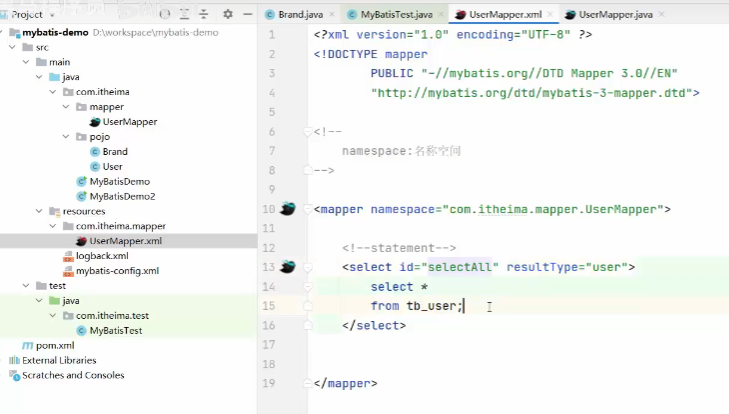 Project
Brand.java
MyBatisTest.java
UserMapper.xml
UserMapper.java
mybatis-demo D:\workspace\mybatis-demo
src
main
java
com.itheima
mapper
UserMapper
pojo
Brand
User
MyBatisDemo
MyBatisDemo2
resources
com.itheima.mapper
UserMapper.xml
logback.xml
mybatis-config.xml
test
java
com.itheima.test
MyBatisTest
pom.xml
External Libraries
Scratches and Consoles
1 <?xml version="1.0" encoding="UTF-8" ?>
2 <!DOCTYPE mapper
3 PUBLIC "-//mybatis.org//DTD Mapper 3.0//EN"
4 "http://mybatis.org/dtd/mybatis-3-mapper.dtd">
5
6 <!--
7 namespace:名称空间
8 -->
9
10 <mapper namespace="com.itheima.mapper.UserMapper">
11
12 <!--statement-->
13 <select id="selectAll" resultType="user">
14 select *
15 from tb_user;
16 </select>
17
18
19 </mapper>